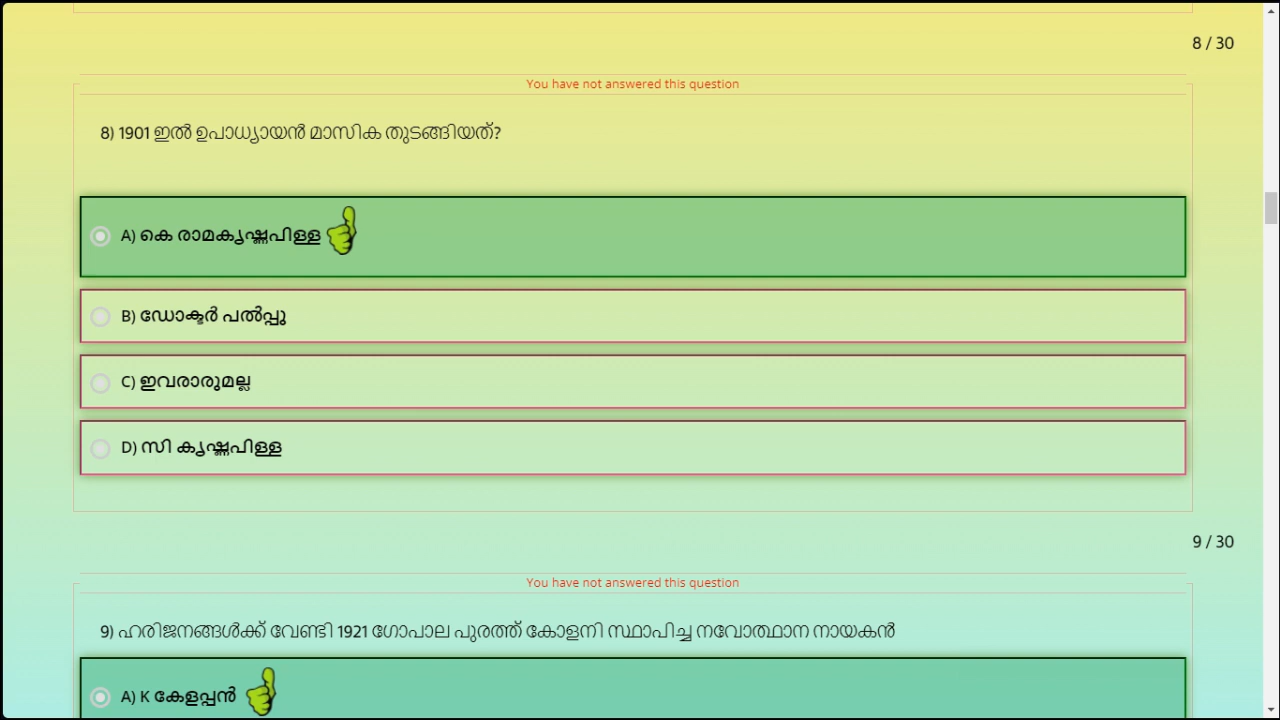 8 / 30
You have not answered this question
8) 1901 ഇൽ ഉപാധ്യായൻ മാസിക തുടങ്ങിയത്?
A) കെ രാമകൃഷ്ണപിള്ള
B) ഡോക്ടർ പൽപ്പു
C) ഇവരാരുമല്ല
D) സി കൃഷ്ണപിള്ള
9 / 30
You have not answered this question
9) ഹരിജനങ്ങൾക്ക് വേണ്ടി 1921 ഗോപാല പുരത്ത് കോളനി സ്ഥാപിച്ച നവോത്ഥാന നായകൻ
A) K കേളപ്പൻ